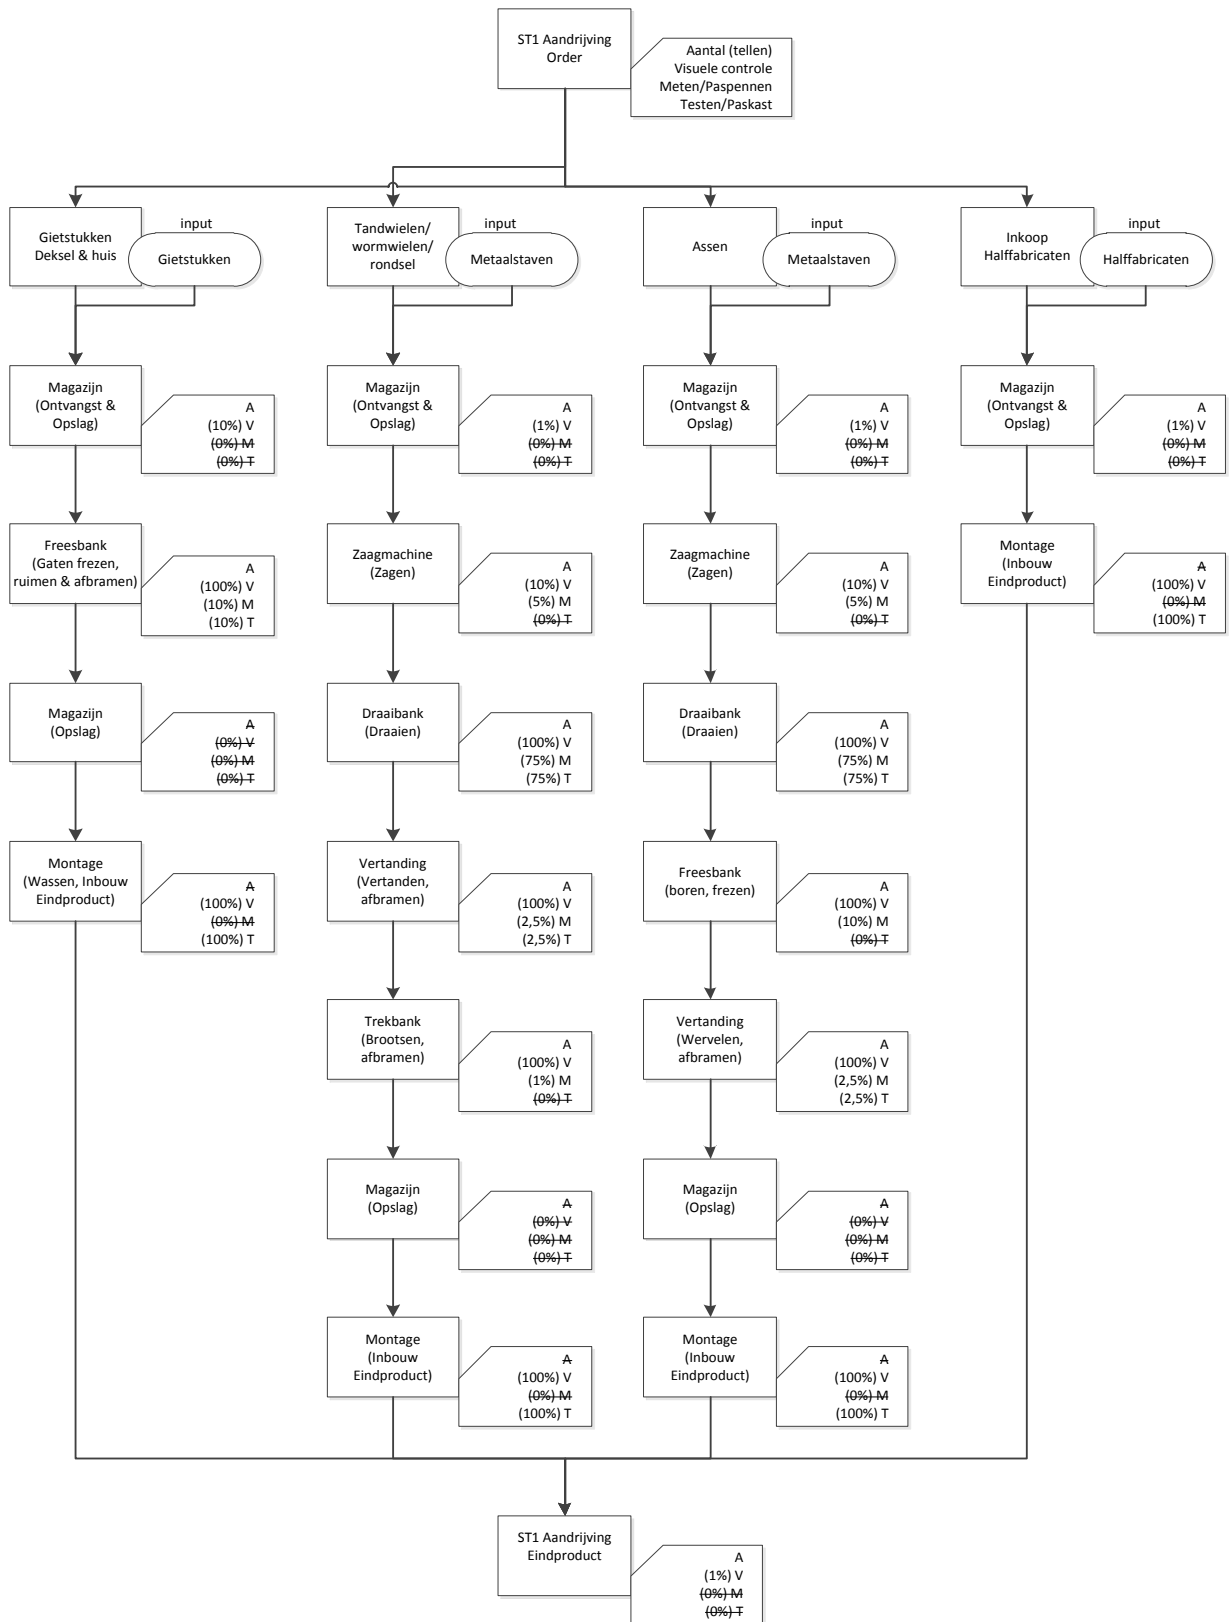 ST1 Aandrijving
Order
Aantal (tellen)
Visuele controle
Meten/Paspennen
Testen/Paskast
Gietstukken
Deksel & huis
input
Gietstukken
Tandwielen/
wormwielen/
rondsel
input
Metaalstaven
Assen
input
Metaalstaven
Inkoop
Halffabricaten
input
Halffabricaten
Magazijn
(Ontvangst &
Opslag)
A
(10%) V
(0%) M
(0%) T
Magazijn
(Ontvangst &
Opslag)
A
(1%) V
(0%) M
(0%) T
Magazijn
(Ontvangst &
Opslag)
A
(1%) V
(0%) M
(0%) T
Magazijn
(Ontvangst &
Opslag)
A
(1%) V
(0%) M
(0%) T
Freesbank
(Gaten frezen,
ruimen & afbramen)
A
(100%) V
(10%) M
(10%) T
Zaagmachine
(Zagen)
A
(10%) V
(5%) M
(0%) T
Zaagmachine
(Zagen)
A
(10%) V
(5%) M
(0%) T
Montage
(Inbouw
Eindproduct)
A
(100%) V
(0%) M
(100%) T
Magazijn
(Opslag)
A
(0%) V
(0%) M
(0%) T
Draaibank
(Draaien)
A
(100%) V
(75%) M
(75%) T
Draaibank
(Draaien)
A
(100%) V
(75%) M
(75%) T
Montage
(Wassen, Inbouw
Eindproduct)
A
(100%) V
(0%) M
(100%) T
Vertanding
(Vertanden,
afbramen)
A
(100%) V
(2,5%) M
(2,5%) T
Freesbank
(boren, frezen)
A
(100%) V
(10%) M
(0%) T
Trekbank
(Brootsen,
afbramen)
A
(100%) V
(1%) M
(0%) T
Vertanding
(Wervelen,
afbramen)
A
(100%) V
(2,5%) M
(2,5%) T
Magazijn
(Opslag)
A
(0%) V
(0%) M
(0%) T
Magazijn
(Opslag)
A
(0%) V
(0%) M
(0%) T
Montage
(Inbouw
Eindproduct)
A
(100%) V
(0%) M
(100%) T
Montage
(Inbouw
Eindproduct)
A
(100%) V
(0%) M
(100%) T
ST1 Aandrijving
Eindproduct
A
(1%) V
(0%) M
(0%) T